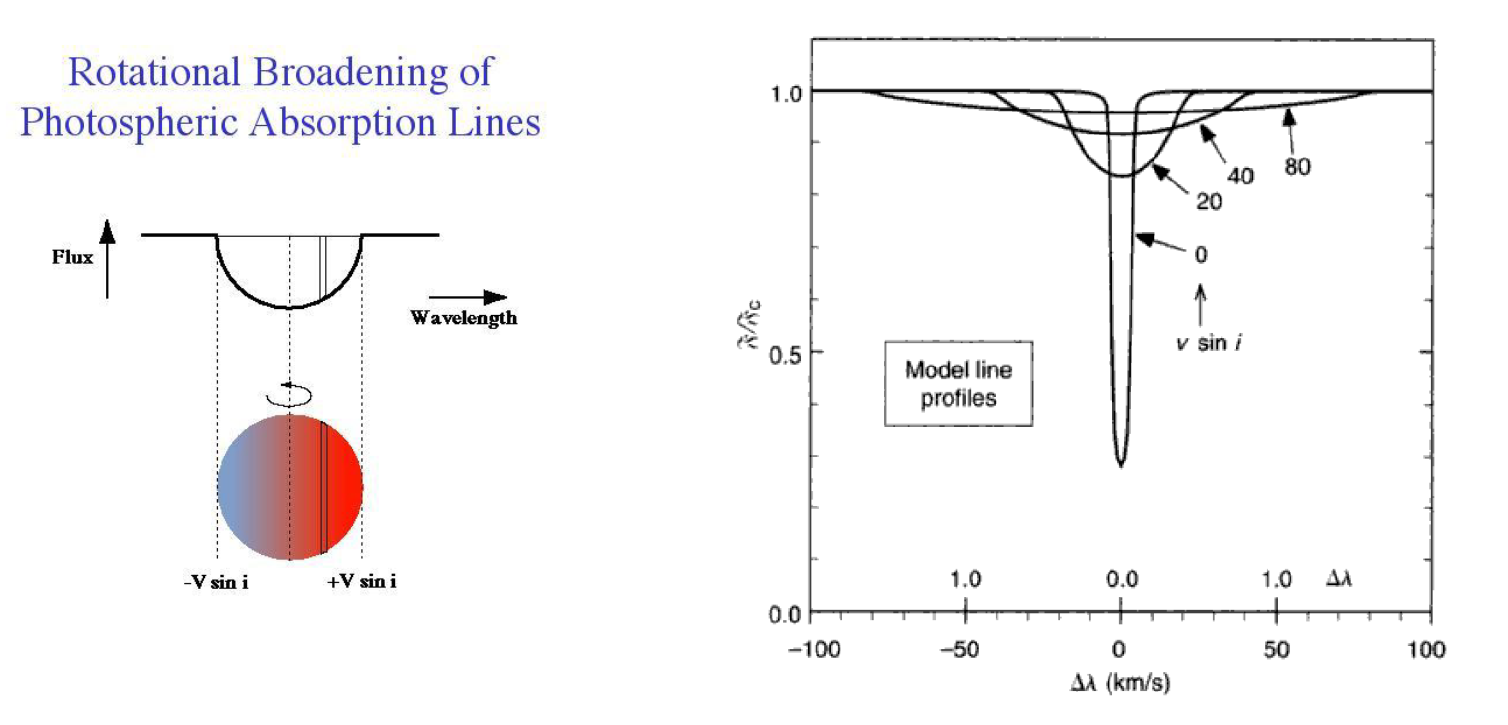 Rotational Broadening of
Photospheric Absorption Lines
Flux
Wavelength
-V sin i
+V sin i
1.0
0.5
0.0
ℱ/ℱc
80
40
20
0
v sin i
Model line
profiles
1.0 0.0 1.0 Δλ
−100 −50 0 50 100
Δλ (km/s)